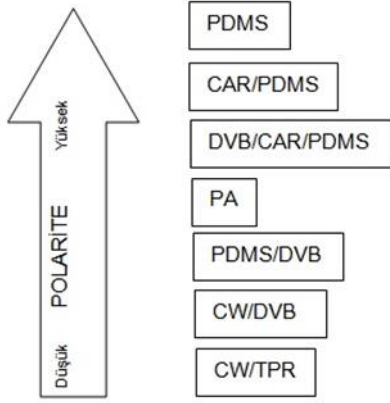 PDMS
CAR/PDMS
DVB/CAR/PDMS
PA
PDMS/DVB
CW/DVB
CW/TPR
Yüksek
POLARİTE
Düşük